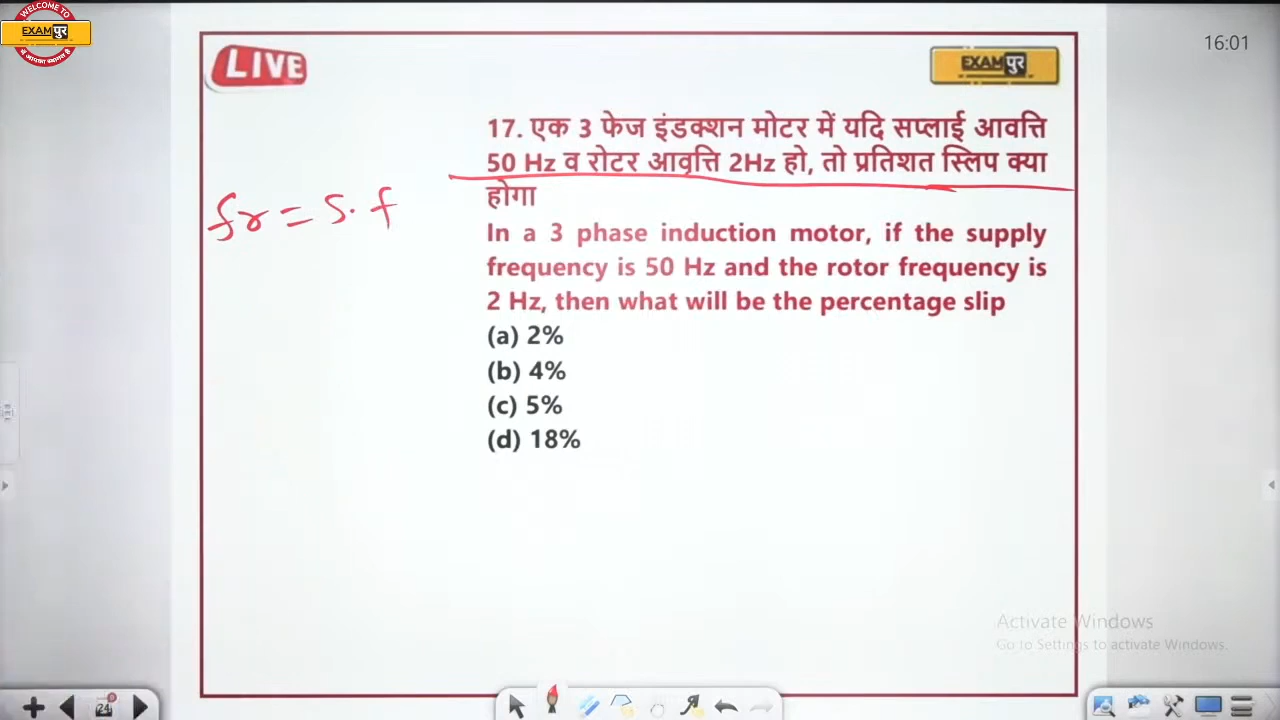 WELCOME TO
EXAM पुर
16:01
LIVE
EXAM पुर
17. एक 3 फेज इंडक्शन मोटर में यदि सप्लाई आवत्ति
50 Hz व रोटर आवृत्ति 2Hz हो, तो प्रतिशत स्लिप क्या
होगा
fr = s. f
In a 3 phase induction motor, if the supply
frequency is 50 Hz and the rotor frequency is
2 Hz, then what will be the percentage slip
(a) 2%
(b) 4%
(c) 5%
(d) 18%
Activate Windows
Go to Settings to activate Windows.
24